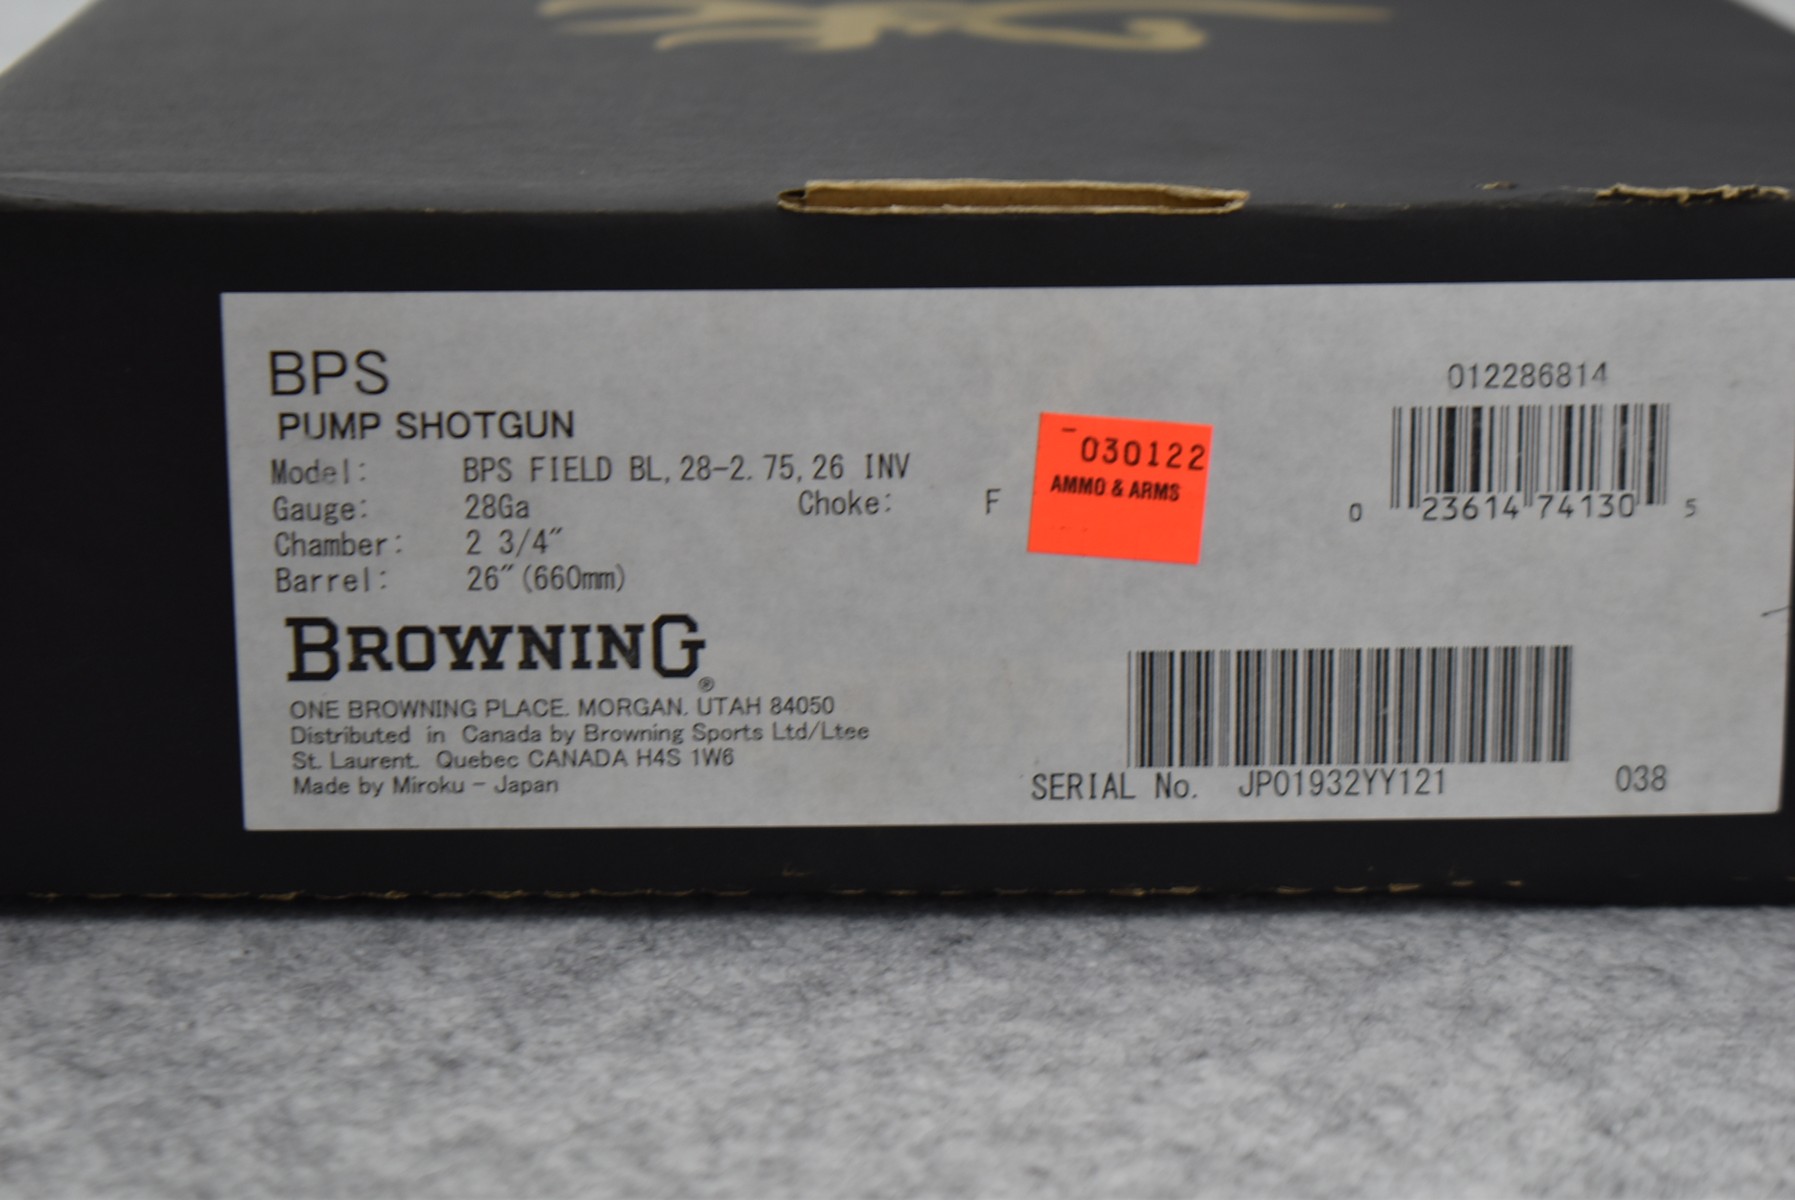 BPS
PUMP SHOTGUN
Model: BPS FIELD BL, 28-2.75, 26 INV
Gauge: 28Ga Choke: F
Chamber: 2 3/4"
Barrel: 26" (660mm)
BROWNING®
ONE BROWNING PLACE. MORGAN. UTAH 84050
Distributed in Canada by Browning Sports Ltd/Ltee
St. Laurent. Quebec CANADA H4S 1W6
Made by Miroku - Japan
030122
AMMO & ARMS
012286814
0 23614 74130 5
SERIAL No. JP01932YY121 038